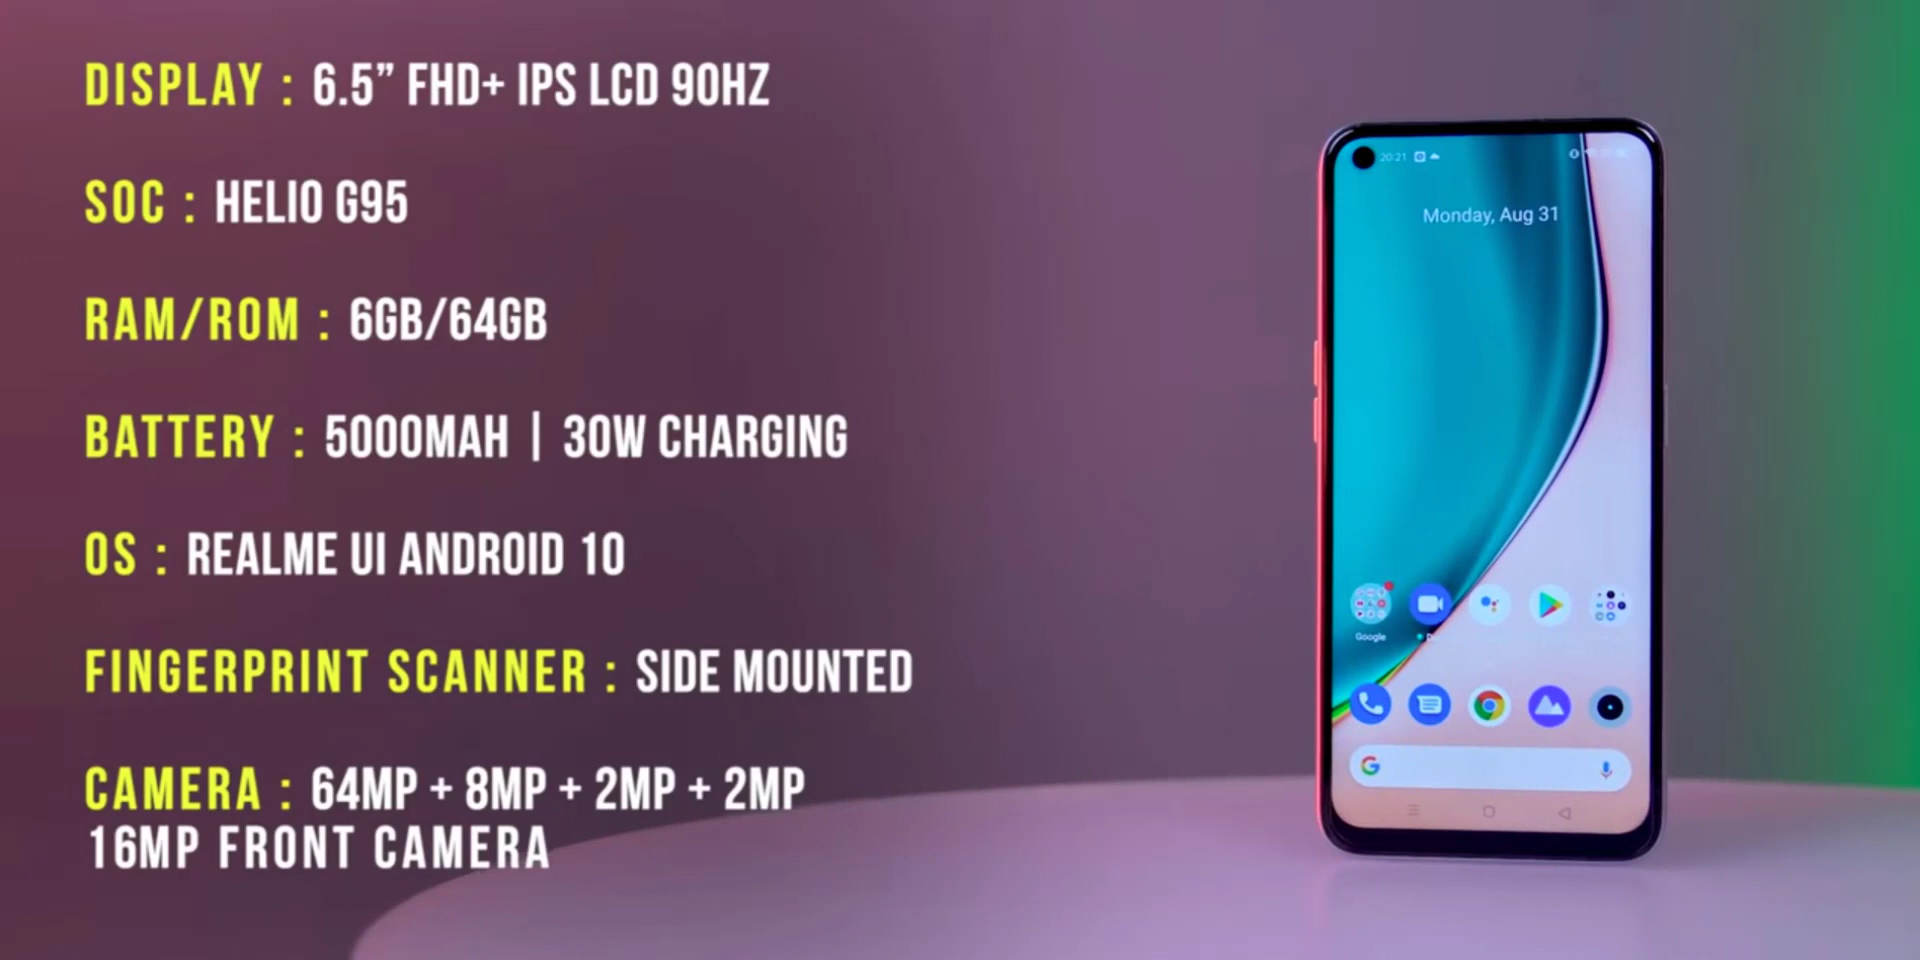 DISPLAY : 6.5” FHD+ IPS LCD 90HZ
SOC : HELIO G95
RAM/ROM : 6GB/64GB
BATTERY : 5000MAH | 30W CHARGING
OS : REALME UI ANDROID 10
FINGERPRINT SCANNER : SIDE MOUNTED
CAMERA : 64MP + 8MP + 2MP + 2MP
16MP FRONT CAMERA
20:21
Monday, Aug 31
Google
G